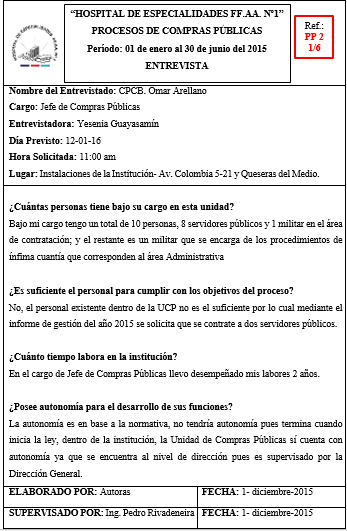 “HOSPITAL DE ESPECIALIDADES FF.AA. Nº1”
PROCESOS DE COMPRAS PÚBLICAS
Período: 01 de enero al 30 de junio del 2015
ENTREVISTA
Ref.:
PP 2
1/6
Nombre del Entrevistado: CPCB. Omar Arellano
Cargo: Jefe de Compras Públicas
Entrevistadora: Yesenia Guayasamín
Día Previsto: 12-01-16
Hora Solicitada: 11:00 am
Lugar: Instalaciones de la Institución- Av. Colombia 5-21 y Queseras del Medio.
¿Cuántas personas tiene bajo su cargo en esta unidad?
Bajo mi cargo tengo un total de 10 personas, 8 servidores públicos y 1 militar en el área
de contratación; y el restante es un militar que se encarga de los procedimientos de
ínfima cuantía que corresponden al área Administrativa
¿Es suficiente el personal para cumplir con los objetivos del proceso?
No, el personal existente dentro de la UCP no es el suficiente por lo cual mediante el
informe de gestión del año 2015 se solicita que se contrate a dos servidores públicos.
¿Cuánto tiempo labora en la institución?
En el cargo de Jefe de Compras Públicas llevo desempeñado mis labores 2 años.
¿Posee autonomía para el desarrollo de sus funciones?
La autonomía es en base a la normativa, no tendría autonomía pues termina cuando
inicia la ley, dentro de la institución, la Unidad de Compras Públicas sí cuenta con
autonomía ya que se encuentra al nivel de dirección pues es supervisado por la
Dirección General.
ELABORADO POR: Autoras
FECHA: 1- diciembre-2015
SUPERVISADO POR: Ing. Pedro Rivadeneira
FECHA: 1- diciembre-2015